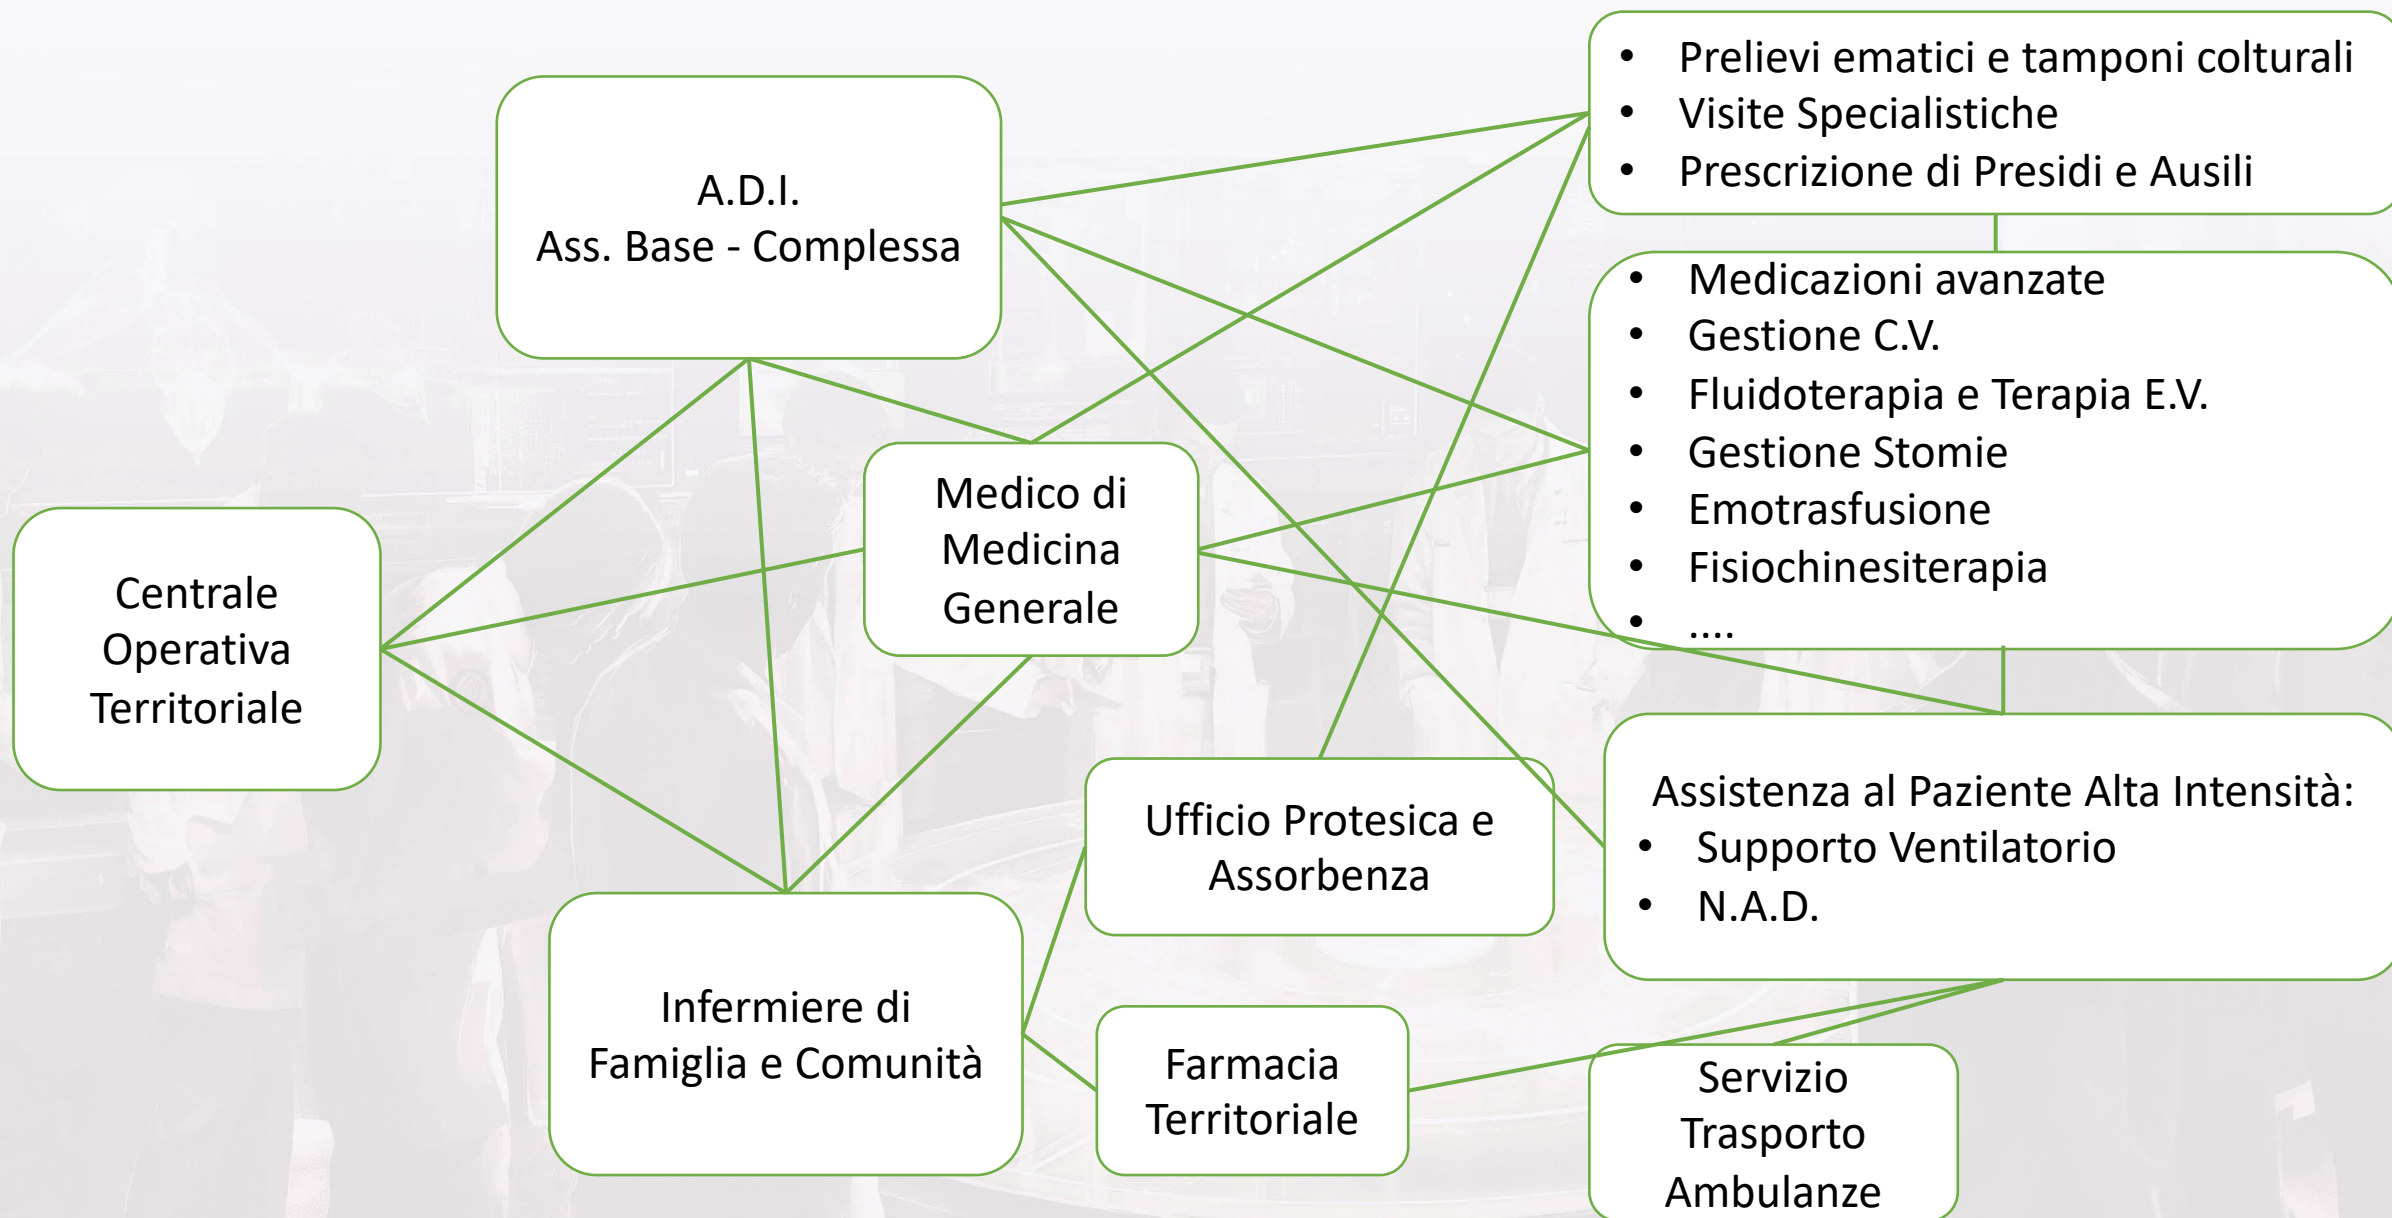 A.D.I.
Ass. Base - Complessa
• Prelievi ematici e tamponi colturali
• Visite Specialistiche
• Prescrizione di Presidi e Ausili
• Medicazioni avanzate
• Gestione C.V.
• Fluidoterapia e Terapia E.V.
• Gestione Stomie
• Emotrasfusione
• Fisiochinesiterapia
• ....
Medico di
Medicina
Generale
Centrale
Operativa
Territoriale
Ufficio Protesica e
Assorbenza
Assistenza al Paziente Alta Intensità:
• Supporto Ventilatorio
• N.A.D.
Infermiere di
Famiglia e Comunità
Farmacia
Territoriale
Servizio
Trasporto
Ambulanze